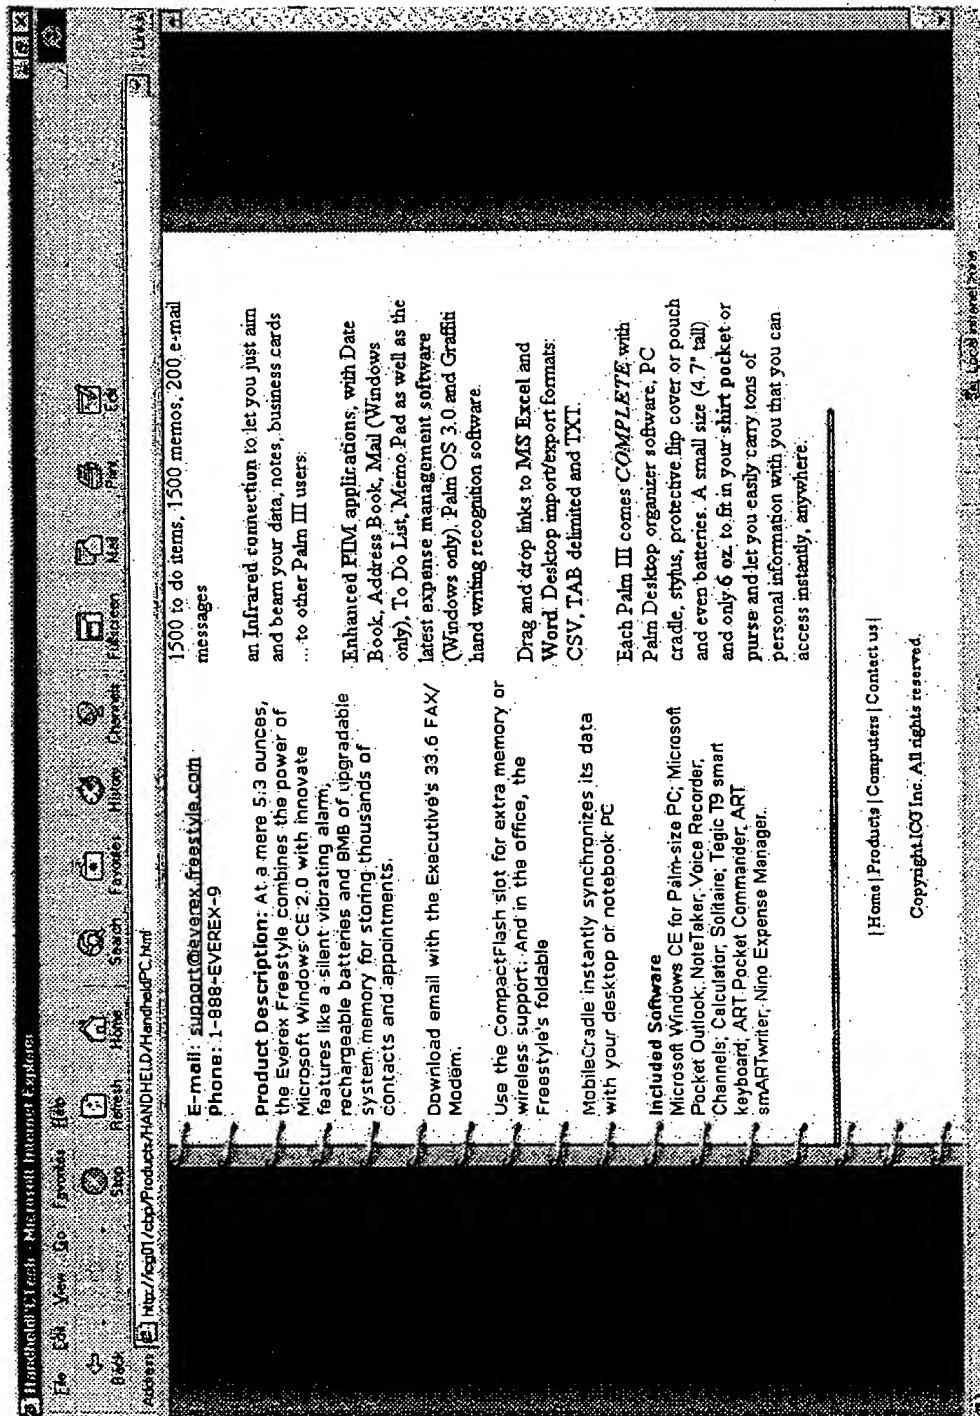 HandheldPCTech - Microsoft Internet Explorer
File Edit View Go Favorites Help
Back Stop Refresh Home Search Favorites History Channels Fullscreen Mail Print Edit
Address http://icg01/cbp/Products/HANDHELD/HandheldPC.html Links
E-mail: support@everex.freestyle.com
Phone: 1-888-EVEREX-9
Product Description: At a mere 5.3 ounces,
the Everex Freestyle combines the power of
Microsoft Windows CE 2.0 with innovate
features like a silent vibrating alarm,
rechargeable batteries and 8MB of upgradable
system memory for storing thousands of
contacts and appointments.
Download email with the Executive's 33.6 FAX/
Modem.
Use the CompactFlash slot for extra memory or
wireless support. And in the office, the
Freestyle's foldable
MobileCradle instantly synchronizes its data
with your desktop or notebook PC
Included Software
Microsoft Windows CE for Palm-size PC; Microsoft
Pocket Outlook; NoteTaker, Voice Recorder,
Channels; Calculator; Solitaire; Tegic T9 smart
keyboard; ART Pocket Commander, ART
smARTwriter; Nino Expense Manager.
1500 to do items, 1500 memos, 200 e-mail
messages
an Infrared connection to let you just aim
and beam your data, notes, business cards
... to other Palm III users.
Enhanced PIM applications, with Date
Book, Address Book, Mail (Windows
only), To Do List, Memo Pad as well as the
latest expense management software
(Windows only). Palm OS 3.0 and Graffiti
hand writing recognition software.
Drag and drop links to MS Excel and
Word. Desktop import/export formats:
CSV, TAB delimited and TXT.
Each Palm III comes COMPLETE with
Palm Desktop organizer software, PC
cradle, stylus, protective flip cover or pouch
and even batteries. A small size (4.7" tall)
and only 6 oz. to fit in your shirt pocket or
purse and let you easily carry tons of
personal information with you that you can
access instantly, anywhere.
| Home | Products | Computers | Contact us |
Copyright ICG Inc. All rights reserved.
Local intranet zone